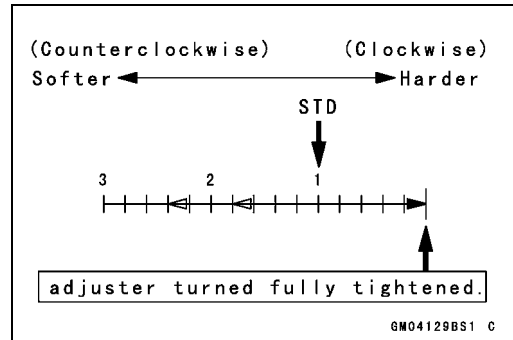 (Counterclockwise) (Clockwise)
Softer Harder
STD
3 2 1
adjuster turned fully tightened.
GM04129BS1 C